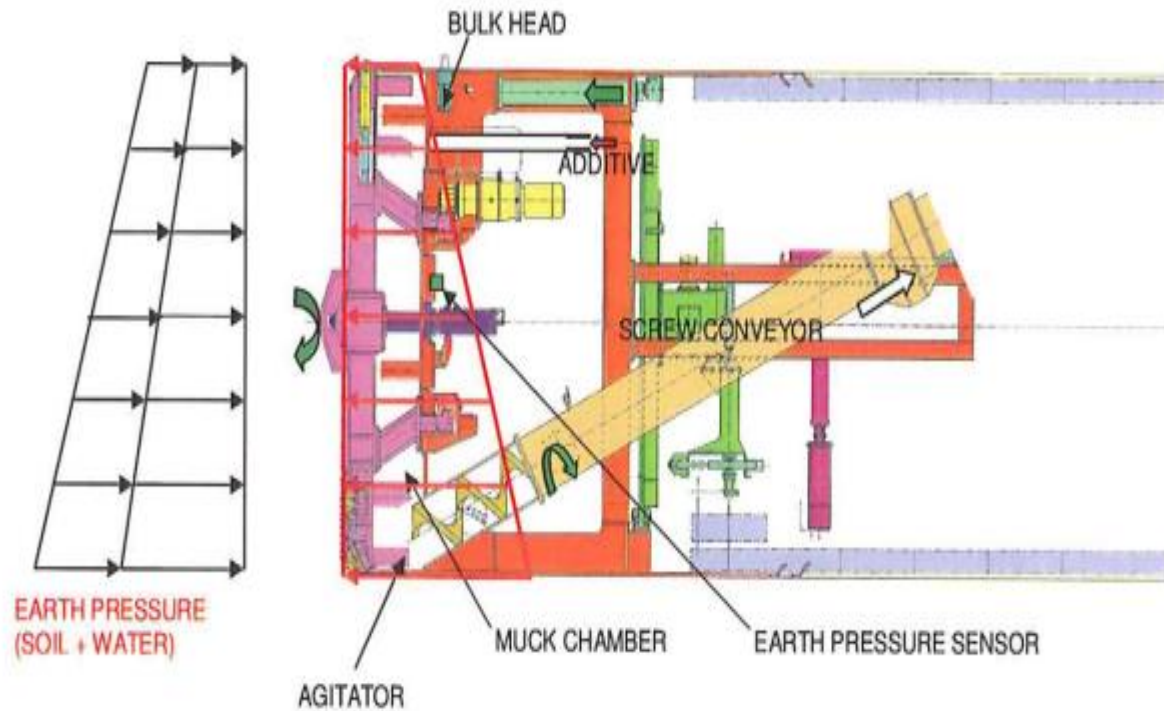 BULK HEAD
ADDITIVE
SCREW CONVEYOR
EARTH PRESSURE
(SOIL + WATER)
MUCK CHAMBER
EARTH PRESSURE SENSOR
AGITATOR